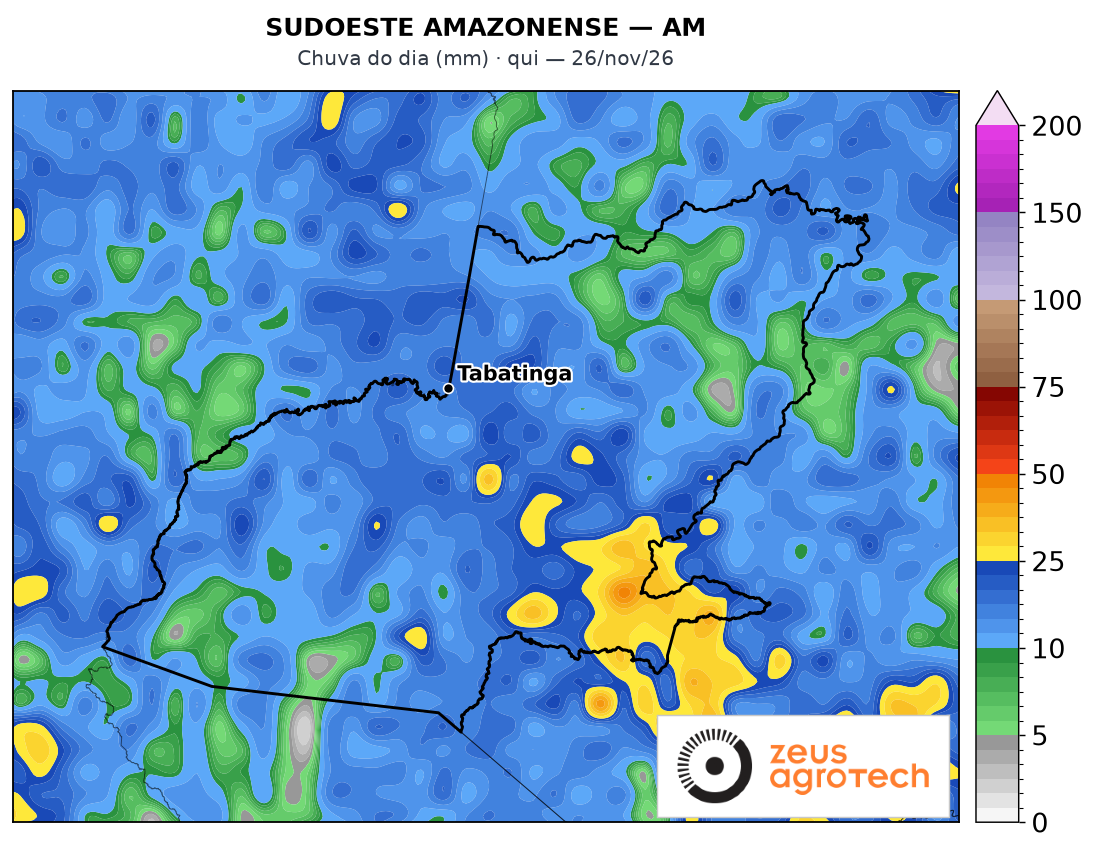 SUDOESTE AMAZONENSE — AM
Chuva do dia (mm) · qui — 26/nov/26
Tabatinga
200
150
100
75
50
25
10
5
0
zeus
agrotech